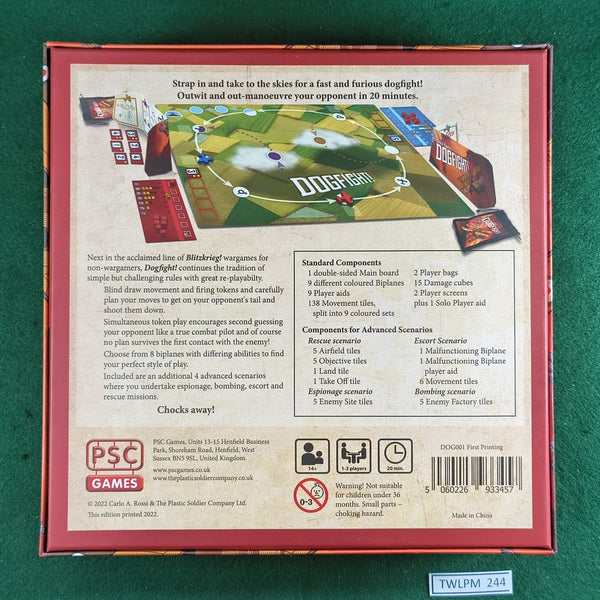 Strap in and take to the skies for a fast and furious dogfight!
Outwit and out-manoeuvre your opponent in 20 minutes.
DOGFIGHT!
DOGFIGHT!
Next in the acclaimed line of Blitzkrieg! wargames for
non-wargamers, Dogfight! continues the tradition of
simple but challenging rules with great re-playabilty.
Blind draw movement and firing tokens and carefully
plan your moves to get on your opponent's tail and
shoot them down.
Simultaneous token play encourages second guessing
your opponent like a true combat pilot and of course
no plan survives the first contact with the enemy!
Choose from 8 biplanes with differing abilities to find
your perfect style of play.
Included are an additional 4 advanced scenarios
where you undertake espionage, bombing, escort and
rescue missions.
Chocks away!
Standard Components
1 double-sided Main board
9 different coloured Biplanes
9 Player aids
138 Movement tiles,
split into 9 coloured sets
2 Player bags
15 Damage cubes
2 Player screens
plus 1 Solo Player aid
Components for Advanced Scenarios
Rescue scenario
5 Airfield tiles
5 Objective tiles
1 Land tile
1 Take Off tile
Espionage scenario
5 Enemy Site tiles
Escort Scenario
1 Malfunctioning Biplane
1 Malfunctioning Biplane
player aid
6 Movement tiles
Bombing scenario
5 Enemy Factory tiles
PSC
GAMES
PSC Games, Units 13-15 Henfield Business
Park, Shoreham Road, Henfield, West
Sussex BN5 9SL, United Kingdom.
www.pscgames.co.uk
www.theplasticsoldiercompany.co.uk
© 2022 Carlo A. Rossi & The Plastic Soldier Company Ltd.
This edition printed 2022.
14+
1-2 players
20 min.
0-3
Warning! Not suitable
for children under 36
months. Small parts –
choking hazard.
DOG001 First Printing
5 060226 933457
Made in China
TWLPM 244